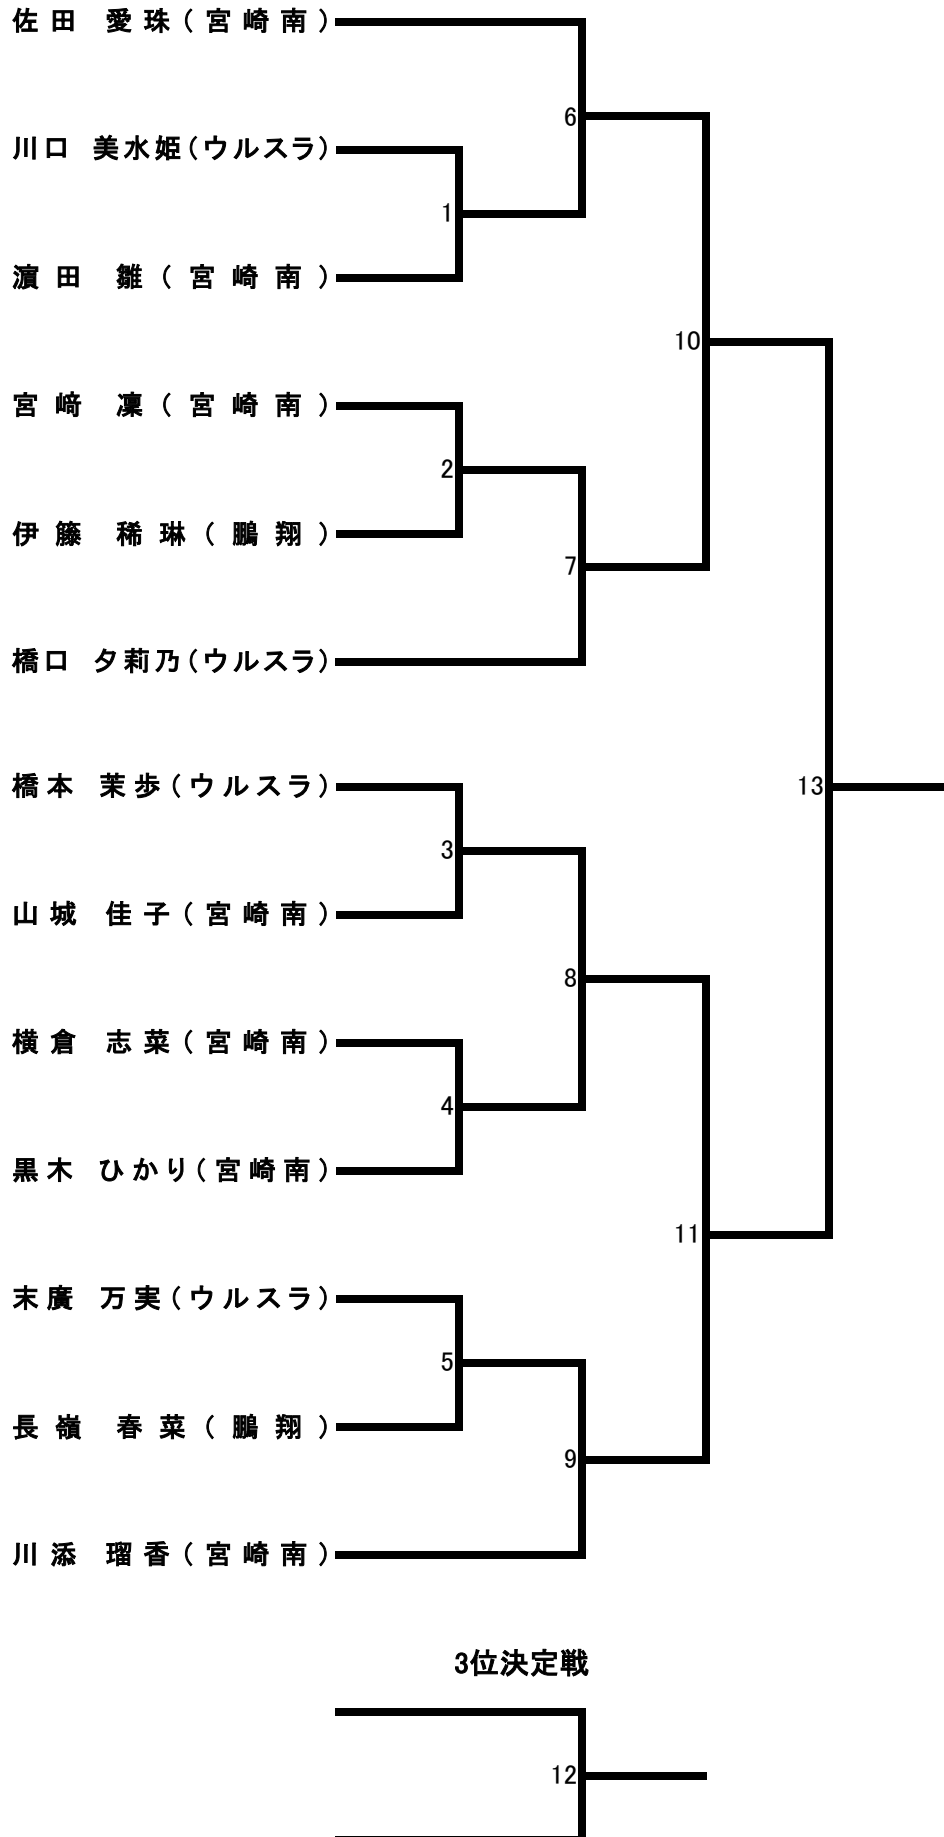 佐田 愛珠(宮崎南)
6
川口 美水姫(ウルスラ)
1
濵田 雛(宮崎南)
10
宮﨑 凜(宮崎南)
2
伊籐 稀琳(鵬翔)
7
橋口 夕莉乃(ウルスラ)
橋本 茉歩(ウルスラ)
13
3
山城 佳子(宮崎南)
8
横倉 志菜(宮崎南)
4
黒木 ひかり(宮崎南)
11
末廣 万実(ウルスラ)
5
長嶺 春菜(鵬翔)
9
川添 瑠香(宮崎南)
3位決定戦
12